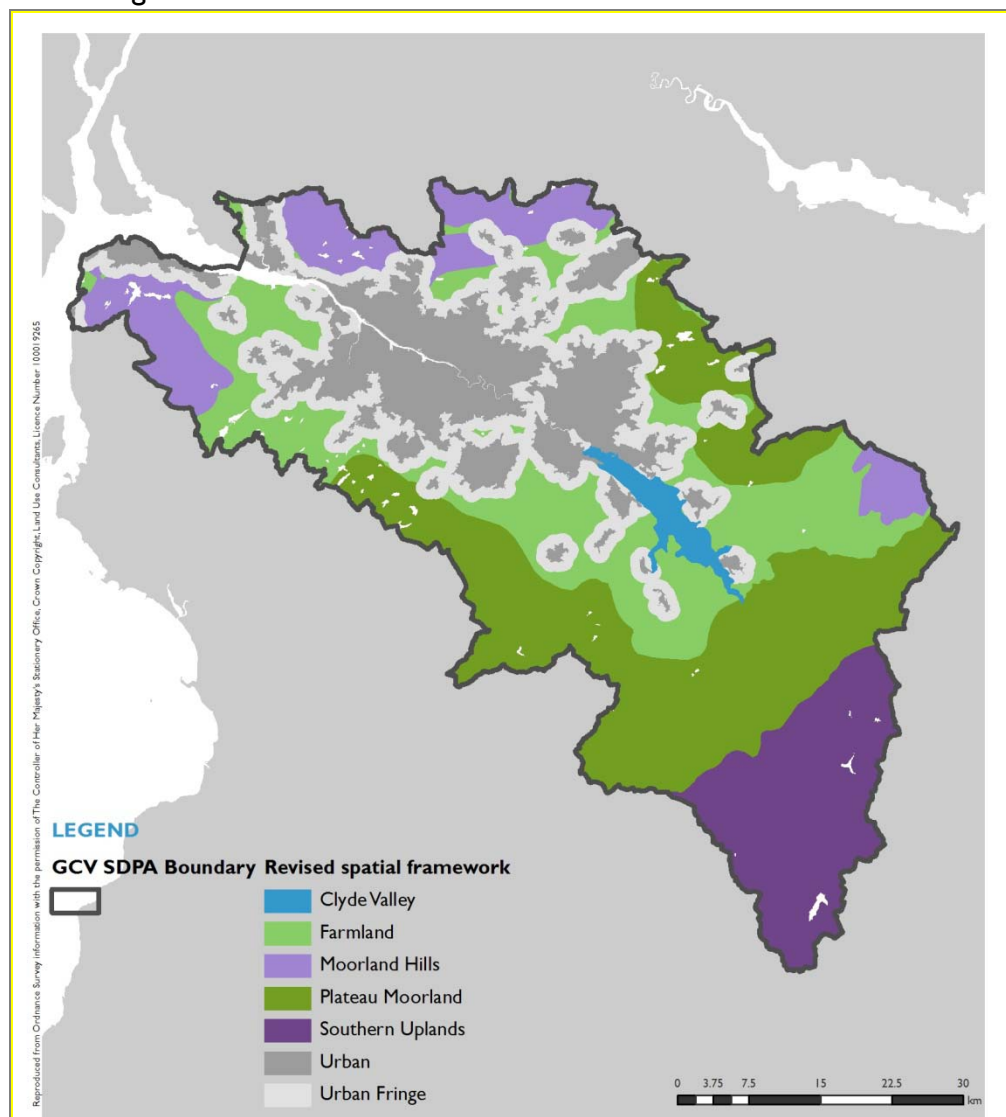 Reproduced from Ordnance Survey information with the permission of The Controller of Her Majesty's Stationery Office, Crown Copyright, Land Use Consultants, Licence Number 100019265
LEGEND
GCV SDPA Boundary
Revised spatial framework
Clyde Valley
Farmland
Moorland Hills
Plateau Moorland
Southern Uplands
Urban
Urban Fringe
0 3.75 7.5 15 22.5 30
km